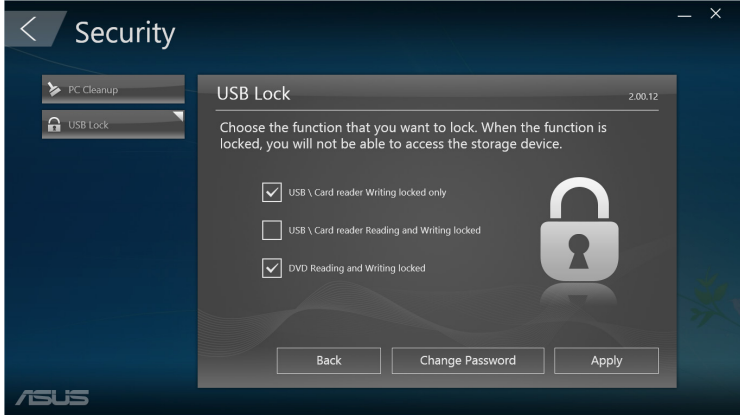 Security
PC Cleanup
USB Lock
USB Lock
2.00.12
Choose the function that you want to lock. When the function is
locked, you will not be able to access the storage device.
USB \ Card reader Writing locked only
USB \ Card reader Reading and Writing locked
DVD Reading and Writing locked
Back
Change Password
Apply
ASUS